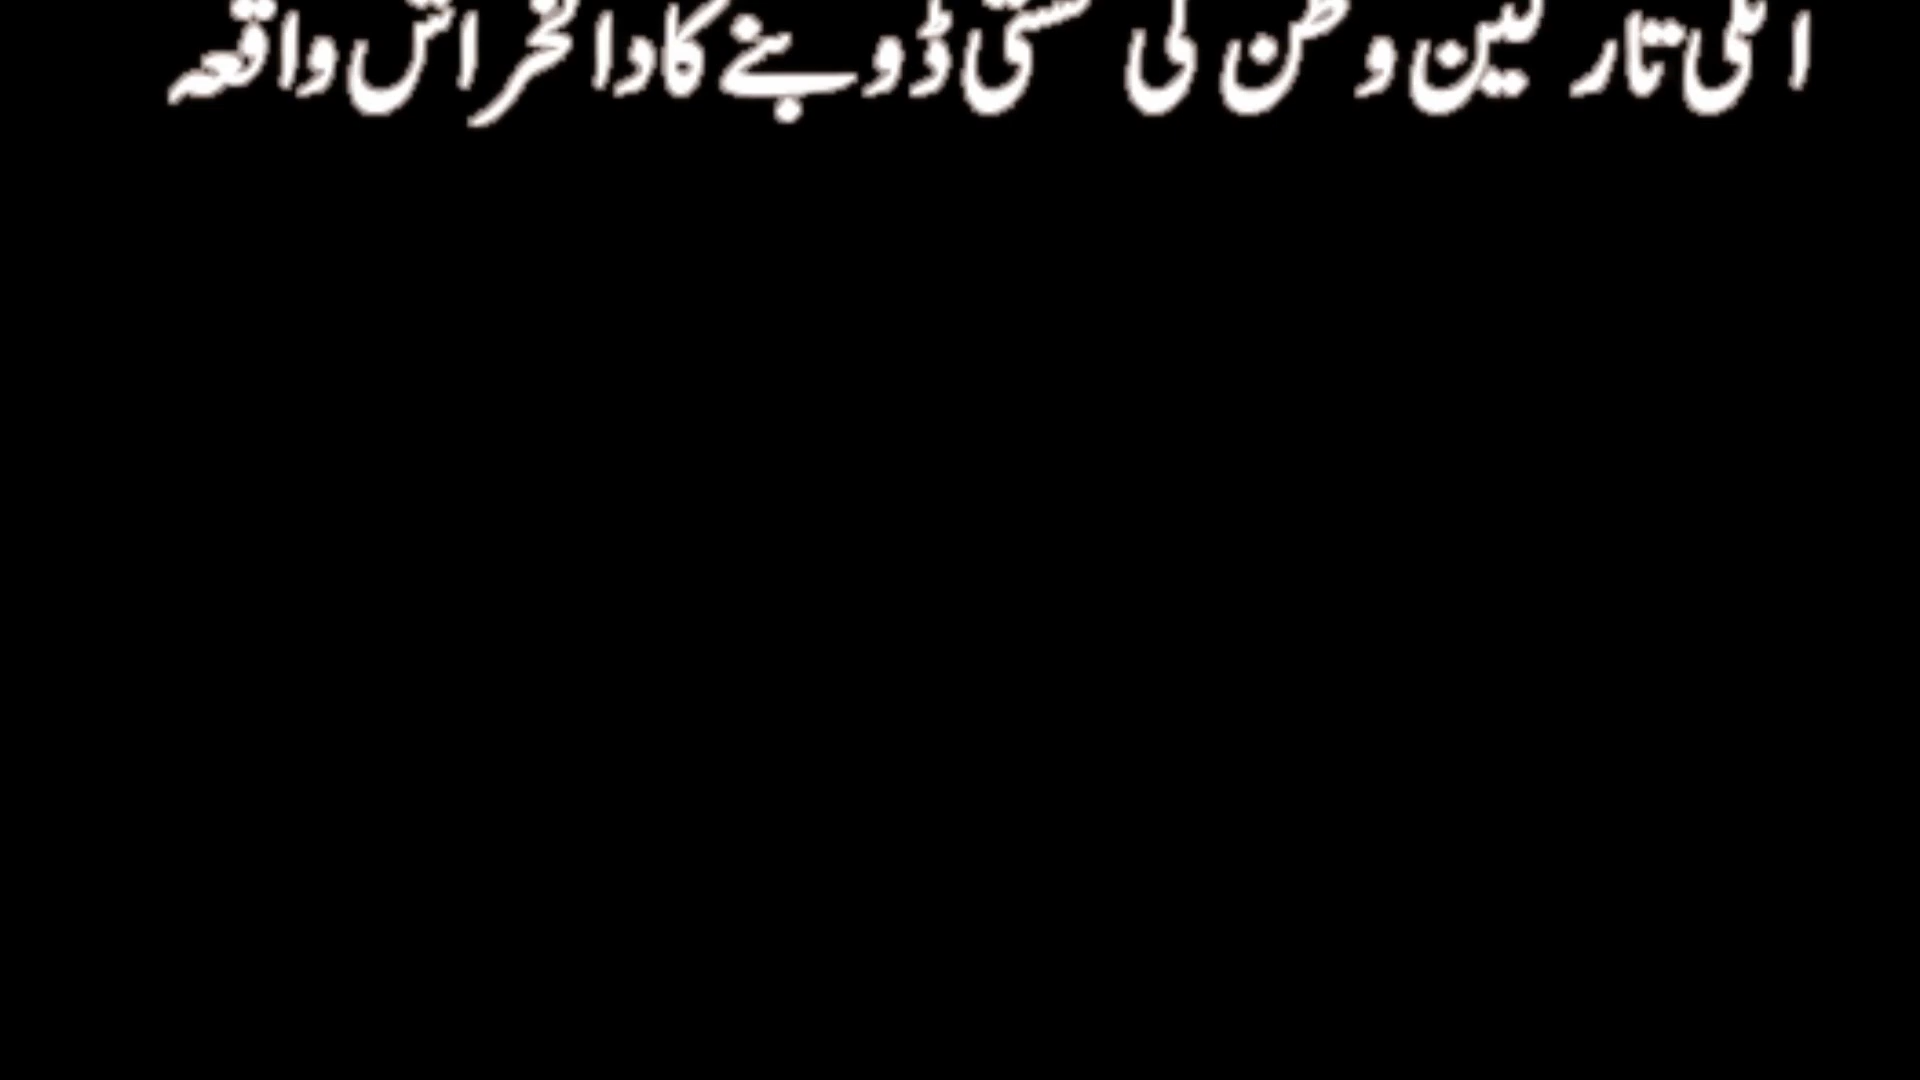 اٹلی تارکین وطن کی کشتی ڈوبنے کا دلخراش واقعہ